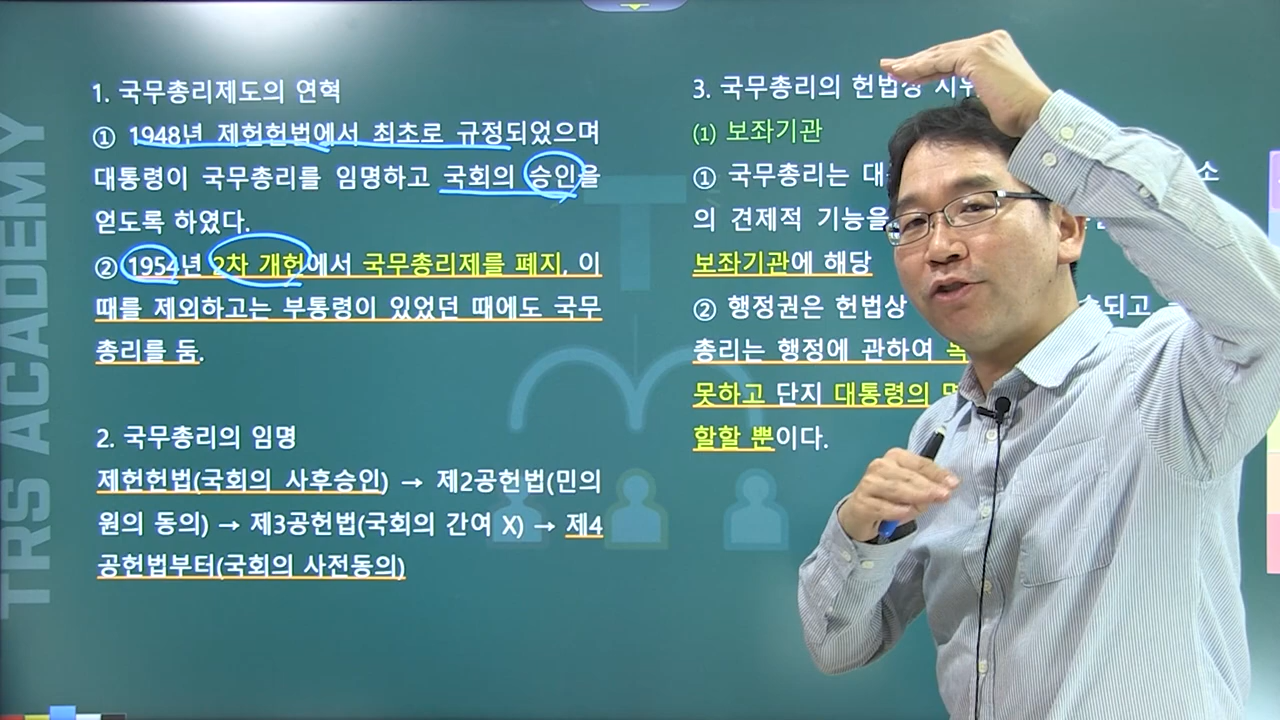 TRS ACADEMY
1. 국무총리제도의 연혁
① 1948년 제헌헌법에서 최초로 규정되었으며
대통령이 국무총리를 임명하고 국회의 승인을
얻도록 하였다.
② 1954년 2차 개헌에서 국무총리제를 폐지, 이
때를 제외하고는 부통령이 있었던 때에도 국무
총리를 둠.
2. 국무총리의 임명
제헌헌법(국회의 사후승인) → 제2공헌법(민의
원의 동의) → 제3공헌법(국회의 간여 X) → 제4
공헌법부터(국회의 사전동의)
3. 국무총리의 헌법상
(1) 보좌기관
① 국무총리는 소
의 견제적 기능을
보좌기관에 해당
② 행정권은 헌법상
총리는 행정에 관하여
못하고 단지 대통령의
할할 뿐이다.